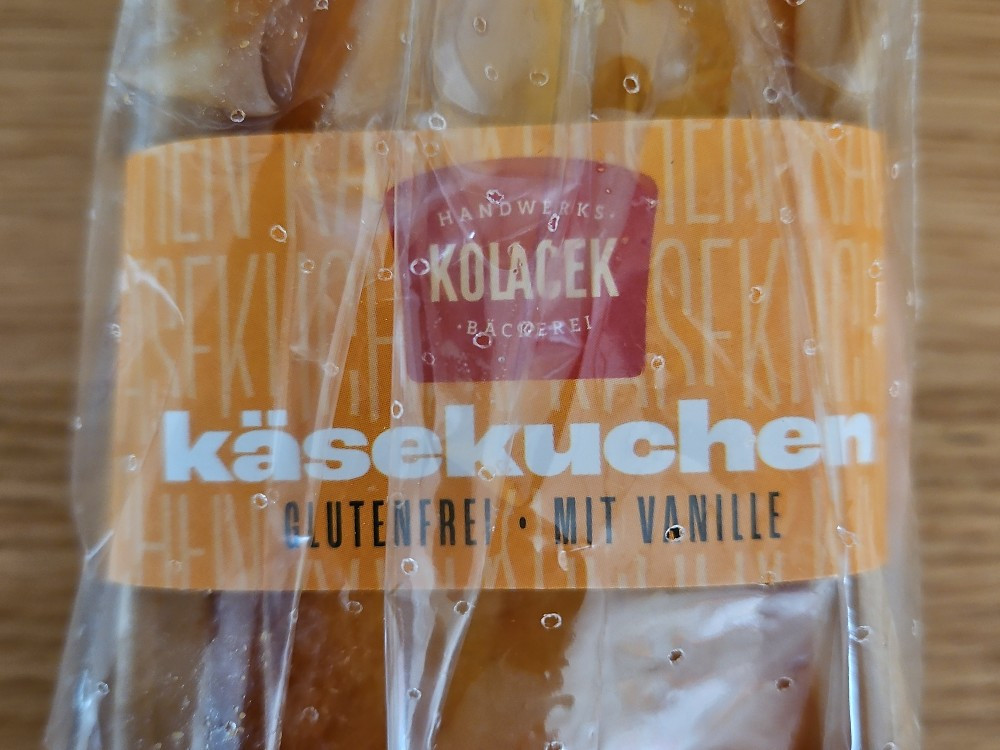 HANDWERKS·
KOLACEK
·BÄCKEREI
käsekuchen
GLUTENFREI · MIT VANILLE